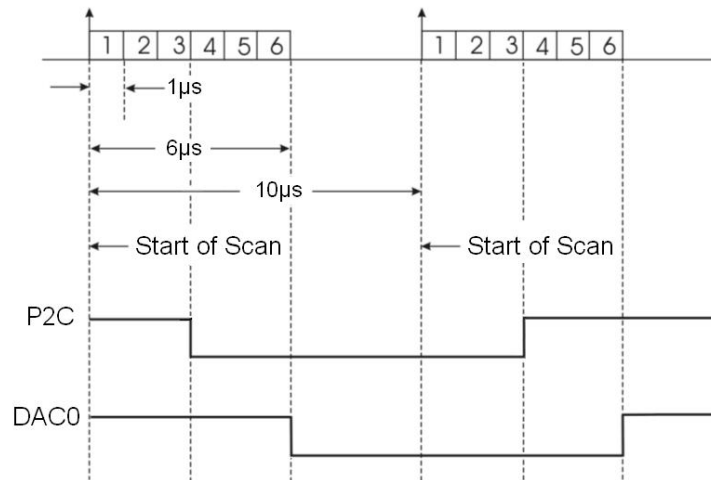 1 2 3 4 5 6 1 2 3 4 5 6
1µs
6µs
10µs
Start of Scan Start of Scan
P2C
DAC0